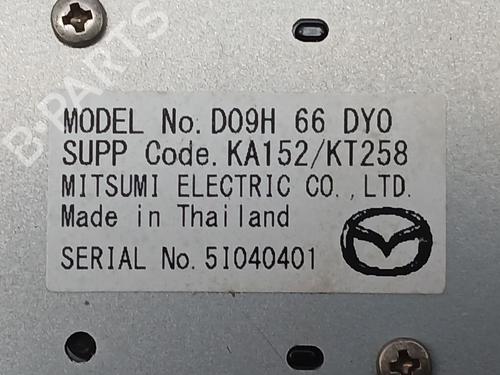 MODEL No. D09H 66 DY0
SUPP Code. KA152/KT258
MITSUMI ELECTRIC CO., LTD.
Made in Thailand
SERIAL No. 5I040401
B-PARTS